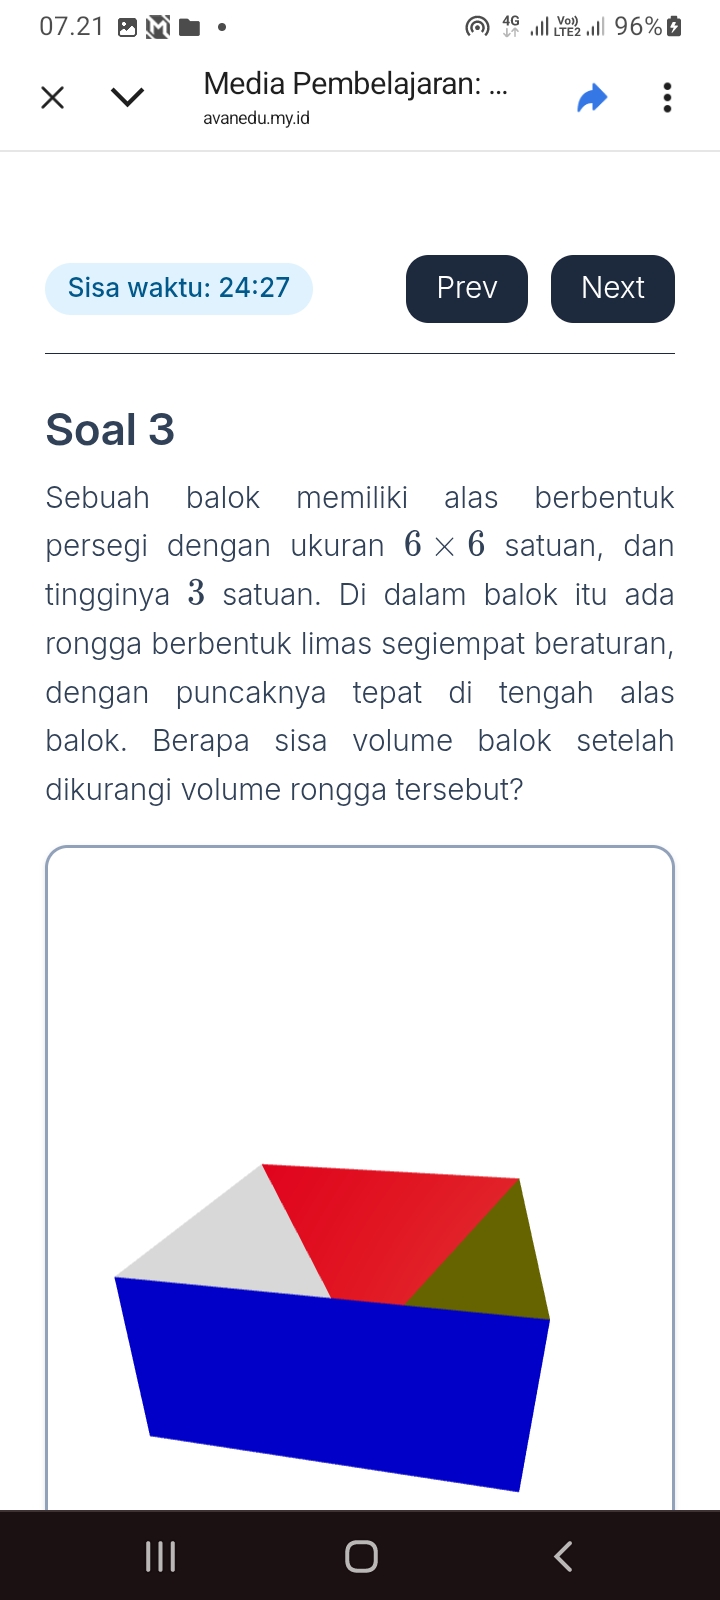 07.21 4G Vo)) LTE2 96%
Media Pembelajaran: ...
avanedu.my.id
Sisa waktu: 24:27 Prev Next
Soal 3
Sebuah balok memiliki alas berbentuk
persegi dengan ukuran 6 × 6 satuan, dan
tingginya 3 satuan. Di dalam balok itu ada
rongga berbentuk limas segiempat beraturan,
dengan puncaknya tepat di tengah alas
balok. Berapa sisa volume balok setelah
dikurangi volume rongga tersebut?